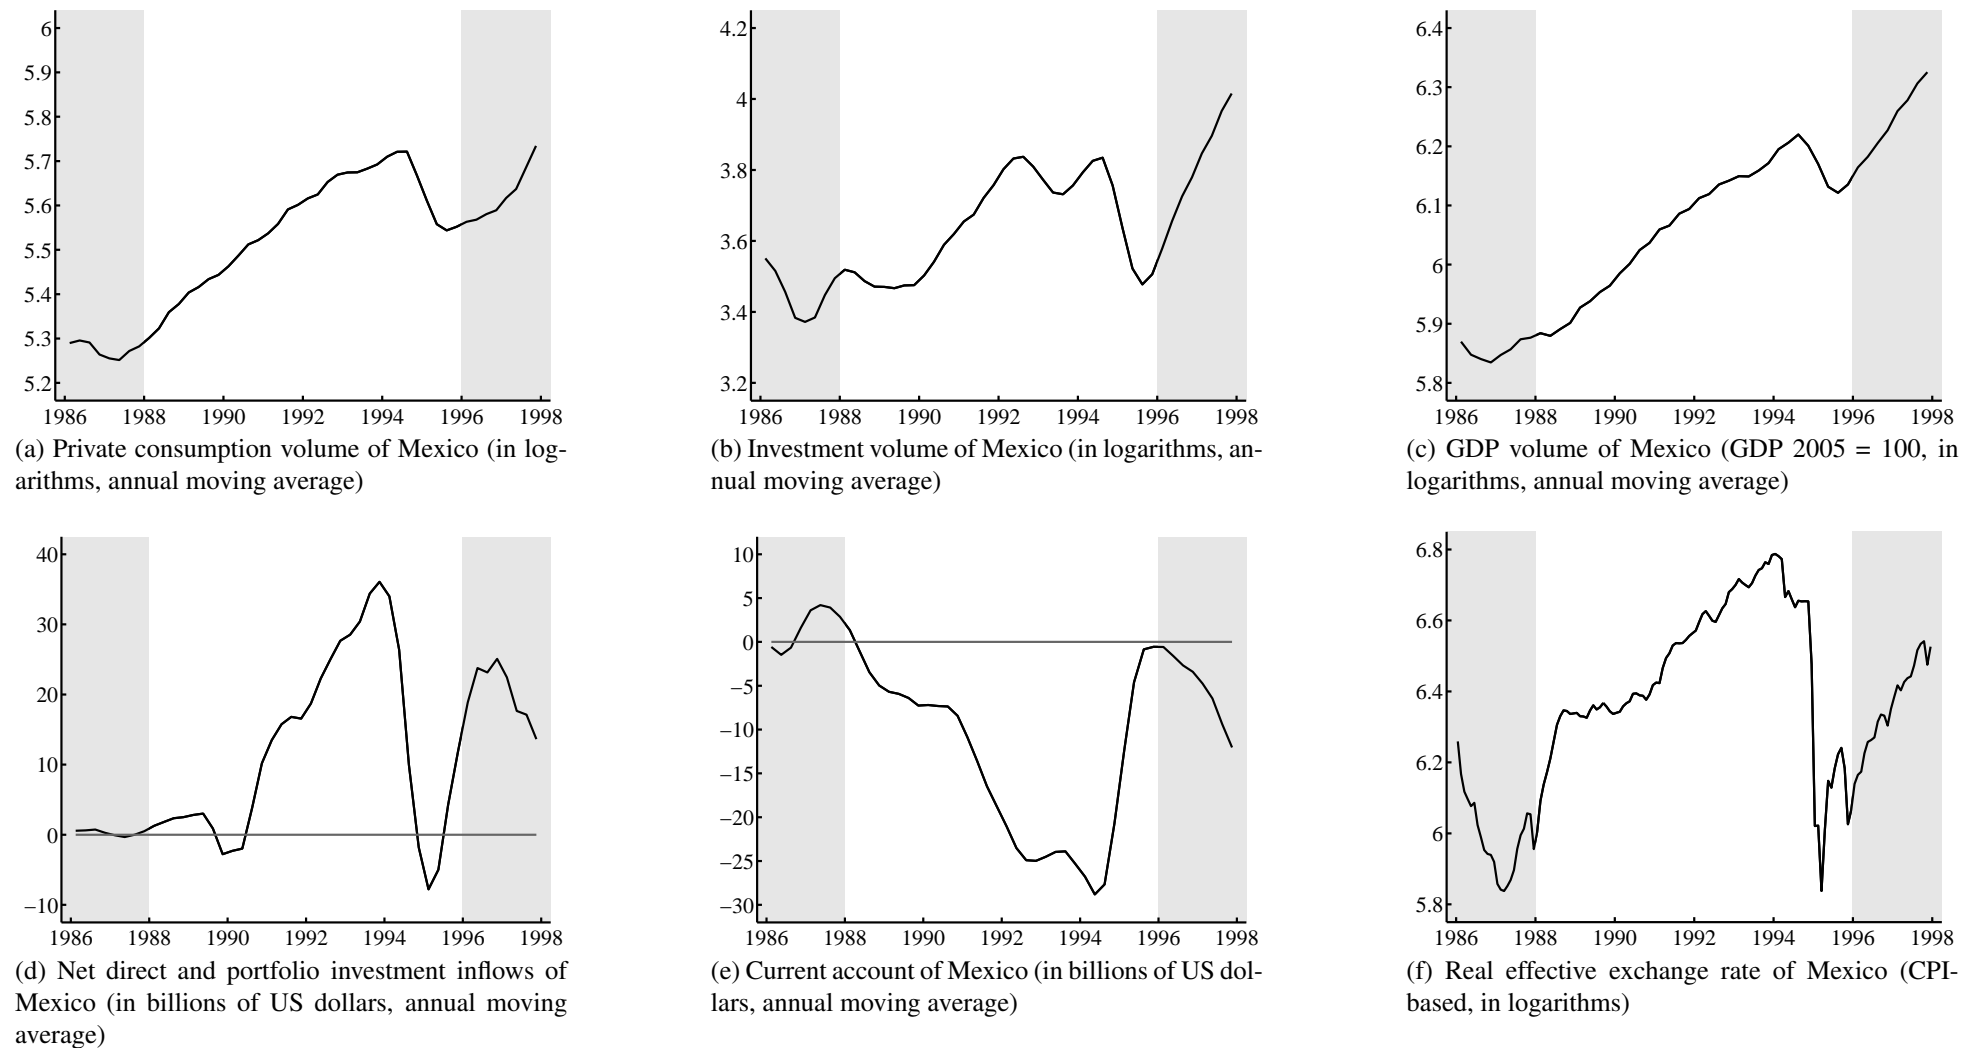 6
5.9
5.8
5.7
5.6
5.5
5.4
5.3
5.2
1986 1988 1990 1992 1994 1996 1998
(a) Private consumption volume of Mexico (in log-
arithms, annual moving average)
4.2
4
3.8
3.6
3.4
3.2
1986 1988 1990 1992 1994 1996 1998
(b) Investment volume of Mexico (in logarithms, an-
nual moving average)
6.4
6.3
6.2
6.1
6
5.9
5.8
1986 1988 1990 1992 1994 1996 1998
(c) GDP volume of Mexico (GDP 2005 = 100, in
logarithms, annual moving average)
40
30
20
10
0
−10
1986 1988 1990 1992 1994 1996 1998
(d) Net direct and portfolio investment inflows of
Mexico (in billions of US dollars, annual moving
average)
10
5
0
−5
−10
−15
−20
−25
−30
1986 1988 1990 1992 1994 1996 1998
(e) Current account of Mexico (in billions of US dol-
lars, annual moving average)
6.8
6.6
6.4
6.2
6
5.8
1986 1988 1990 1992 1994 1996 1998
(f) Real effective exchange rate of Mexico (CPI-
based, in logarithms)